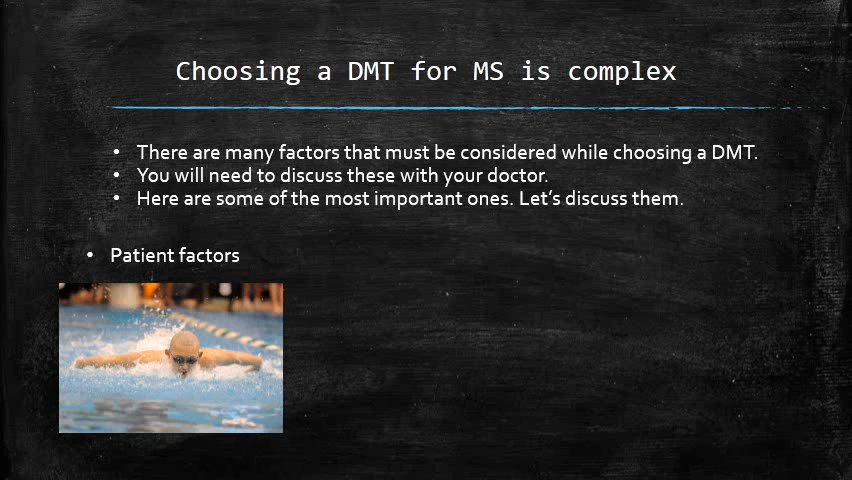 Choosing a DMT for MS is complex
• There are many factors that must be considered while choosing a DMT.
• You will need to discuss these with your doctor.
• Here are some of the most important ones. Let’s discuss them.
• Patient factors